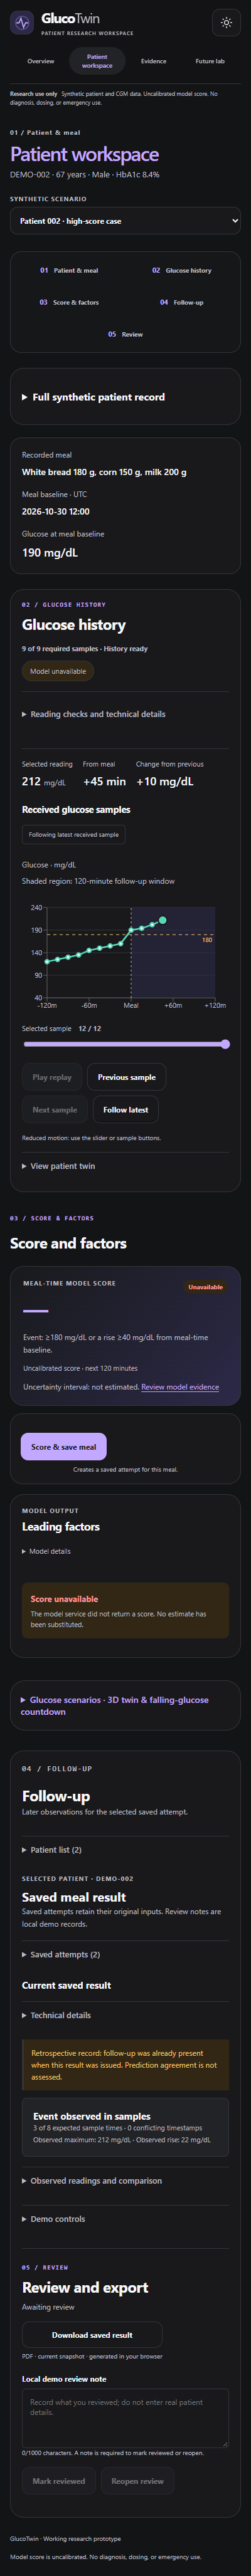 GlucoTwin
PATIENT RESEARCH WORKSPACE
Overview
Patient workspace
Evidence
Future lab
Research use only Synthetic patient and CGM data. Uncalibrated model score. No
diagnosis, dosing, or emergency use.
01 / Patient & meal
Patient workspace
DEMO-002 · 67 years · Male · HbA1c 8.4%
SYNTHETIC SCENARIO
Patient 002 · high-score case
01 Patient & meal
02 Glucose history
03 Score & factors
04 Follow-up
05 Review
Full synthetic patient record
Recorded meal
White bread 180 g, corn 150 g, milk 200 g
Meal baseline · UTC
2026-10-30 12:00
Glucose at meal baseline
190 mg/dL
02 / GLUCOSE HISTORY
Glucose history
9 of 9 required samples · History ready
Model unavailable
Reading checks and technical details
Selected reading
212 mg/dL
From meal
+45 min
Change from previous
+10 mg/dL
Received glucose samples
Following latest received sample
Glucose · mg/dL
Shaded region: 120-minute follow-up window
240
190
140
90
40
180
-120m
-60m
Meal
+60m
+120m
Selected sample 12 / 12
Play replay
Previous sample
Next sample
Follow latest
Reduced motion: use the slider or sample buttons.
View patient twin
03 / SCORE & FACTORS
Score and factors
MEAL-TIME MODEL SCORE
Unavailable
—
Event: ≥180 mg/dL or a rise ≥40 mg/dL from meal-time
baseline.
Uncalibrated score · next 120 minutes
Uncertainty interval: not estimated. Review model evidence
Score & save meal
Creates a saved attempt for this meal.
MODEL OUTPUT
Leading factors
Model details
Score unavailable
The model service did not return a score. No estimate has
been substituted.
Glucose scenarios · 3D twin & falling-glucose
countdown
04 / FOLLOW-UP
Follow-up
Later observations for the selected saved attempt.
Patient list (2)
SELECTED PATIENT · DEMO-002
Saved meal result
Saved attempts retain their original inputs. Review notes are
local demo records.
Saved attempts (2)
Current saved result
Technical details
Retrospective record: follow-up was already present
when this result was issued. Prediction agreement is not
assessed.
Event observed in samples
3 of 8 expected sample times · 0 conflicting timestamps
Observed maximum: 212 mg/dL · Observed rise: 22 mg/dL
Observed readings and comparison
Demo controls
05 / REVIEW
Review and export
Awaiting review
Download saved result
PDF · current snapshot · generated in your browser
Local demo review note
Record what you reviewed; do not enter real patient
details.
0/1000 characters. A note is required to mark reviewed or reopen.
Mark reviewed
Reopen review
GlucoTwin · Working research prototype
Model score is uncalibrated. No diagnosis, dosing, or emergency use.